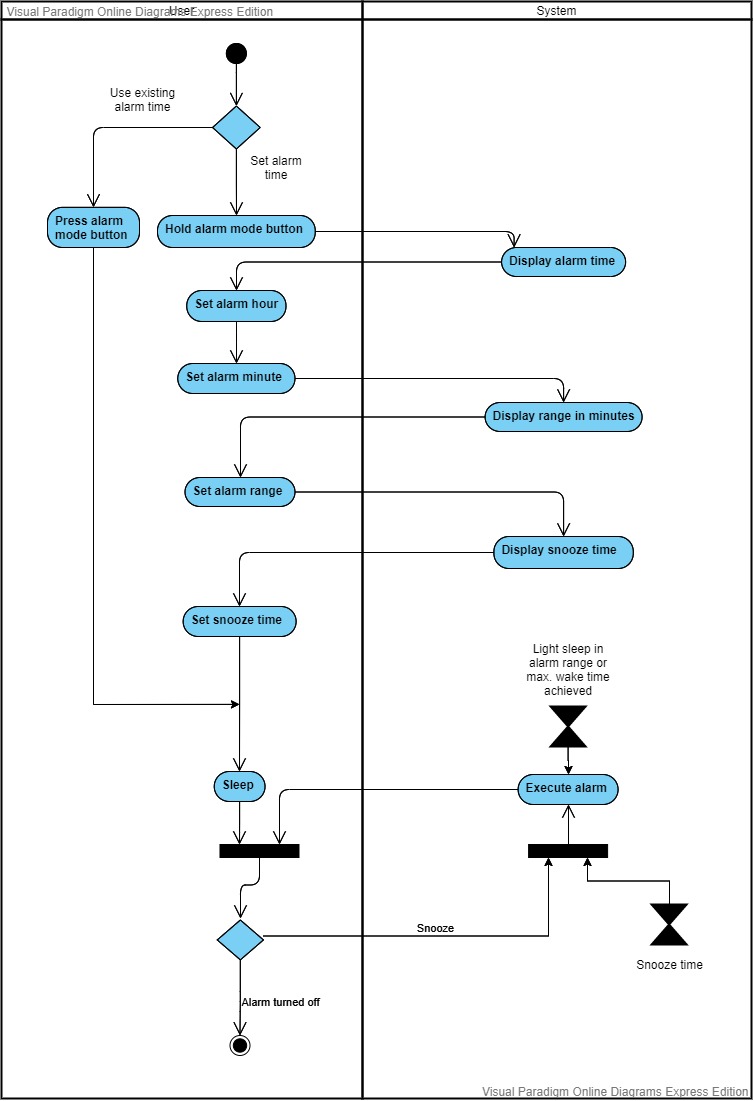 Visual Paradigm Online Diagrams Express Edition
User
System
Use existing
alarm time
Set alarm
time
Press alarm
mode button
Hold alarm mode button
Display alarm time
Set alarm hour
Set alarm minute
Display range in minutes
Set alarm range
Display snooze time
Set snooze time
Light sleep in
alarm range or
max. wake time
achieved
Sleep
Execute alarm
Snooze
Snooze time
Alarm turned off
Visual Paradigm Online Diagrams Express Edition